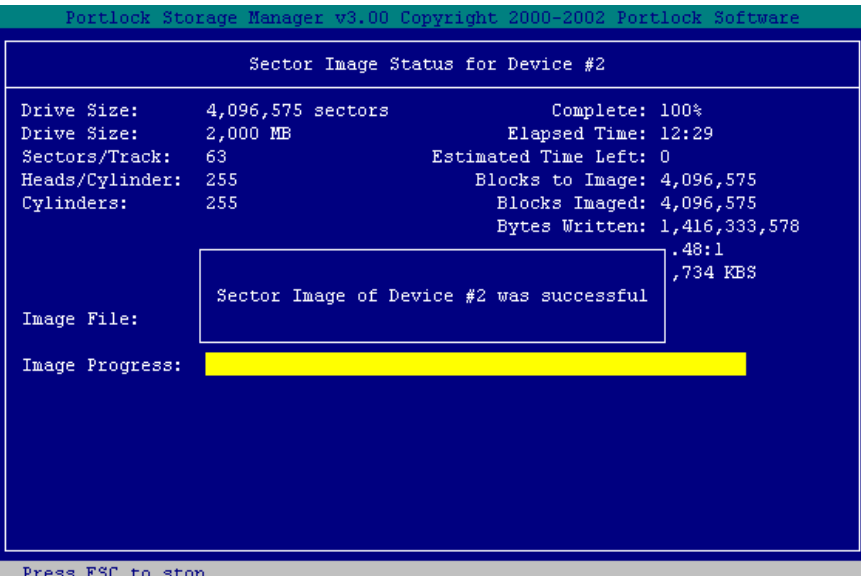 Portlock Storage Manager v3.00 Copyright 2000-2002 Portlock Software
Sector Image Status for Device #2
Drive Size: 4,096,575 sectors Complete: 100%
Drive Size: 2,000 MB Elapsed Time: 12:29
Sectors/Track: 63 Estimated Time Left: 0
Heads/Cylinder: 255 Blocks to Image: 4,096,575
Cylinders: 255 Blocks Imaged: 4,096,575
Bytes Written: 1,416,333,578
.48:1
,734 KBS
Sector Image of Device #2 was successful
Image File:
Image Progress:
Press ESC to stop